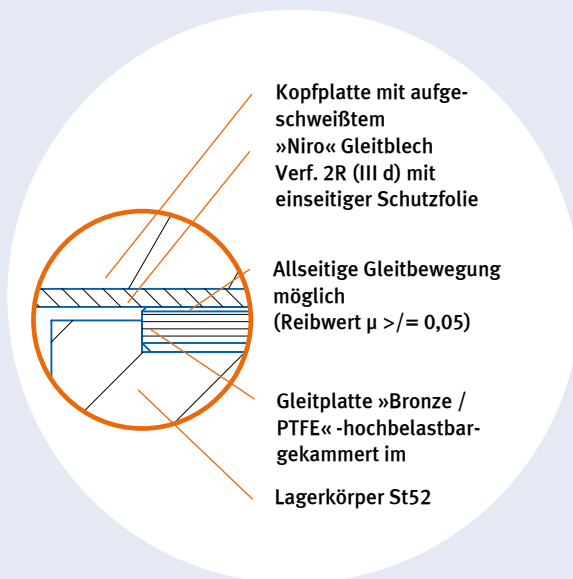 Kopfplatte mit aufge-
schweißtem
»Niro« Gleitblech
Verf. 2R (III d) mit
einseitiger Schutzfolie
Allseitige Gleitbewegung
möglich
(Reibwert µ >/= 0,05)
Gleitplatte »Bronze /
PTFE« -hochbelastbar-
gekammert im
Lagerkörper St52